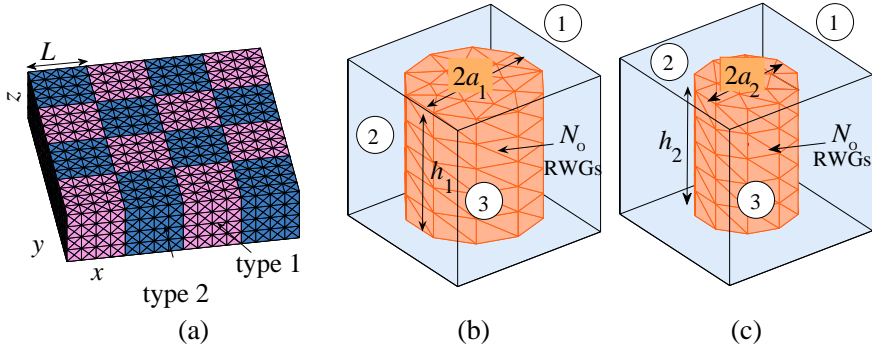 L
z
y
x
type 1
type 2
(a)
1
2
2a1
h1
No
RWGs
3
(b)
1
2
2a2
h2
No
RWGs
3
(c)